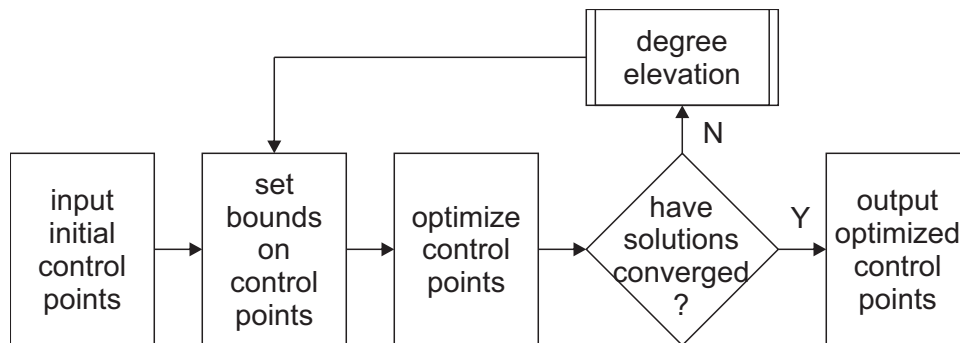 degree
elevation
N
input
initial
control
points
set
bounds
on
control
points
optimize
control
points
have
solutions
converged
?
Y
output
optimized
control
points